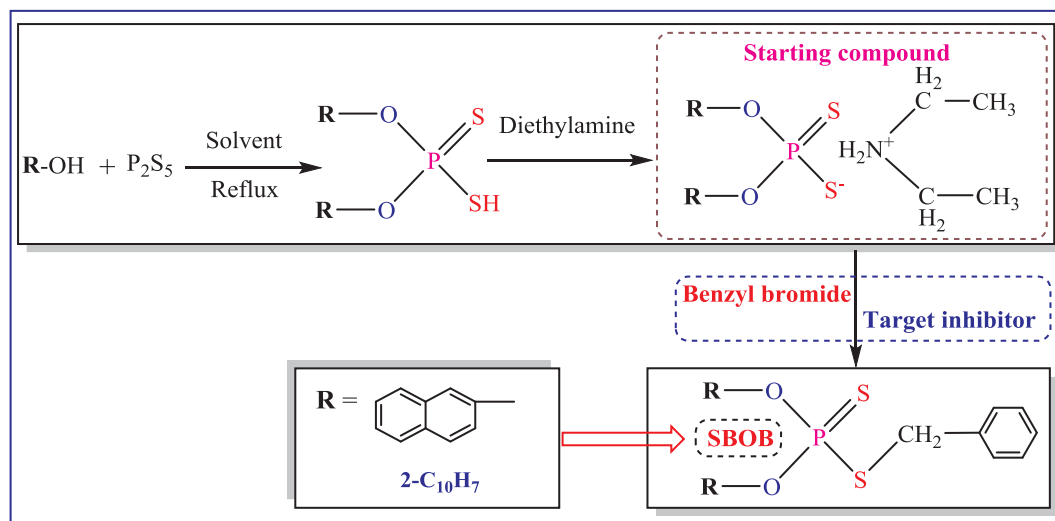 Starting compound
R-OH + P₂S₅
Solvent
Reflux
R—O
S
P
R—O
SH
Diethylamine
R—O
S
P
R—O
S⁻
H₂
C—CH₃
H₂N⁺
C—CH₃
H₂
Benzyl bromide
Target inhibitor
R =
2-C₁₀H₇
R—O
S
SBOB
P
CH₂
R—O
S